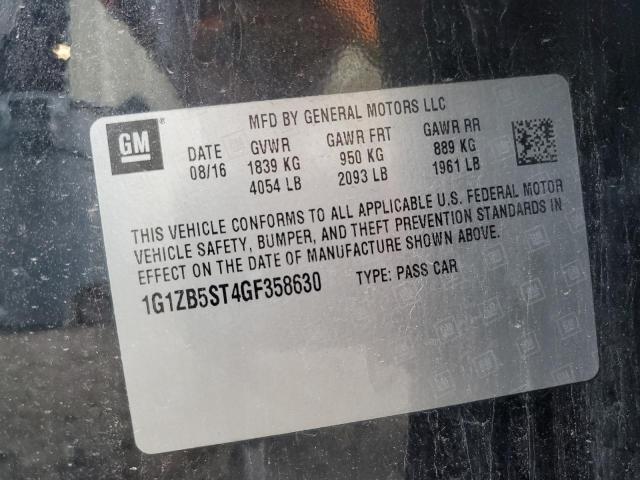 GM ®
MFD BY GENERAL MOTORS LLC
DATE GVWR GAWR FRT GAWR RR
08/16 1839 KG 950 KG 889 KG
4054 LB 2093 LB 1961 LB
THIS VEHICLE CONFORMS TO ALL APPLICABLE U.S. FEDERAL MOTOR
VEHICLE SAFETY, BUMPER, AND THEFT PREVENTION STANDARDS IN
EFFECT ON THE DATE OF MANUFACTURE SHOWN ABOVE.
1G1ZB5ST4GF358630 TYPE: PASS CAR